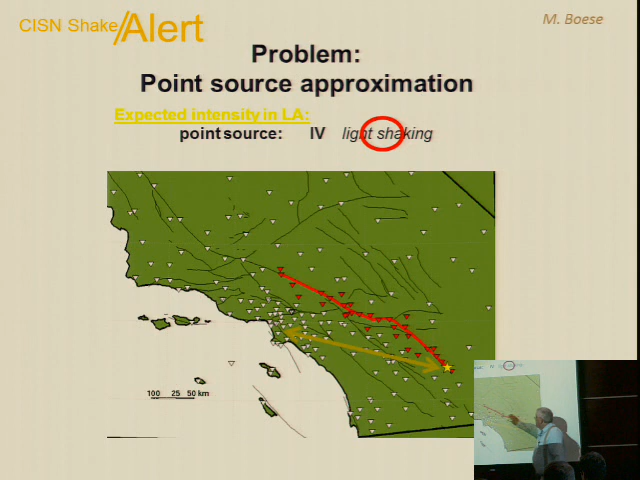 CISN Shake/Alert
M. Boese
Problem:
Point source approximation
Expected intensity in LA:
point source: IV light shaking
100 25 50 km